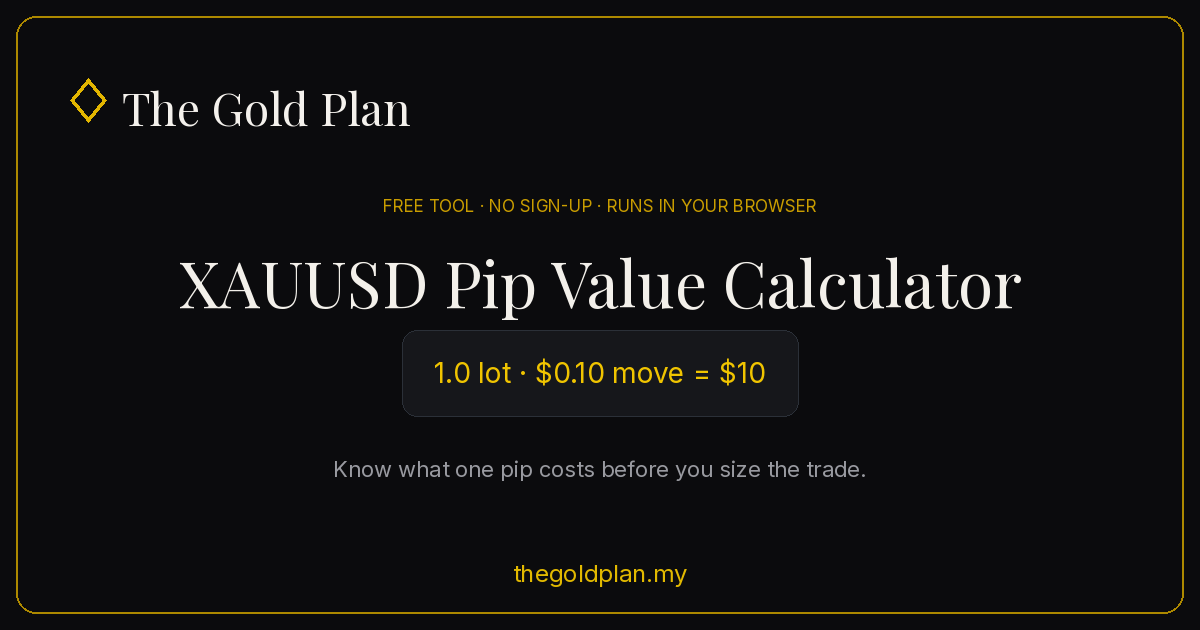 The Gold Plan
FREE TOOL · NO SIGN-UP · RUNS IN YOUR BROWSER
XAUUSD Pip Value Calculator
1.0 lot · $0.10 move = $10
Know what one pip costs before you size the trade.
thegoldplan.my